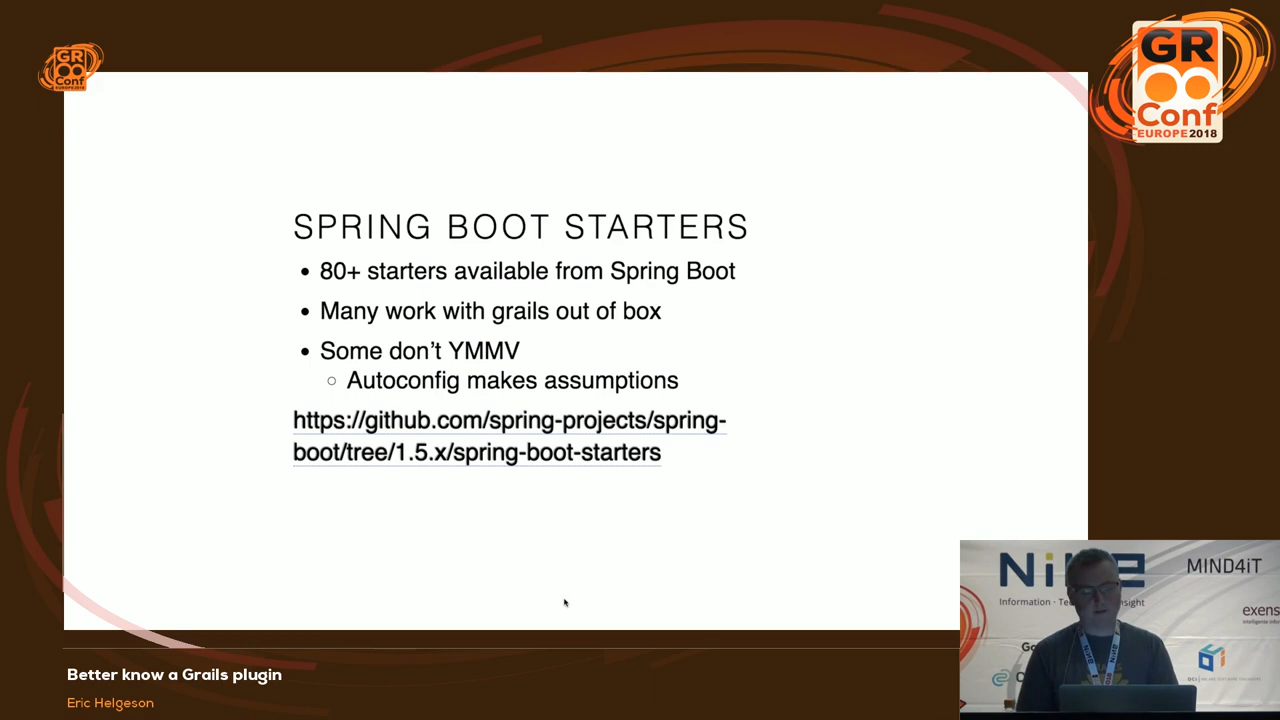 GR
Conf
EUROPE2018
GR
Conf
EUROPE 2018
SPRING BOOT STARTERS
• 80+ starters available from Spring Boot
• Many work with grails out of box
• Some don’t YMMV
○ Autoconfig makes assumptions
https://github.com/spring-projects/spring-
boot/tree/1.5.x/spring-boot-starters
MIND4iT
Information · insight
exens
Better know a Grails plugin
Eric Helgeson